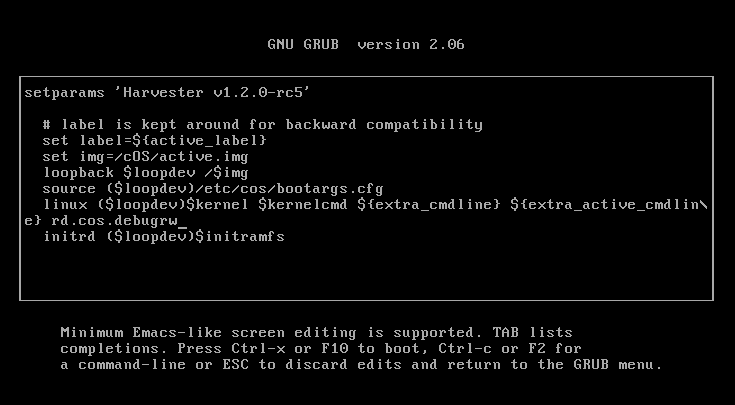 GNU GRUB  version 2.06
setparams 'Harvester v1.2.0-rc5'
# label is kept around for backward compatibility
set label=${active_label}
set img=/cOS/active.img
loopback $loopdev /$img
source ($loopdev)/etc/cos/bootargs.cfg
linux ($loopdev)$kernel $kernelcmd ${extra_cmdline} ${extra_active_cmdlin\
e} rd.cos.debugrw_
initrd ($loopdev)$initramfs
Minimum Emacs-like screen editing is supported. TAB lists
completions. Press Ctrl-x or F10 to boot, Ctrl-c or F2 for
a command-line or ESC to discard edits and return to the GRUB menu.